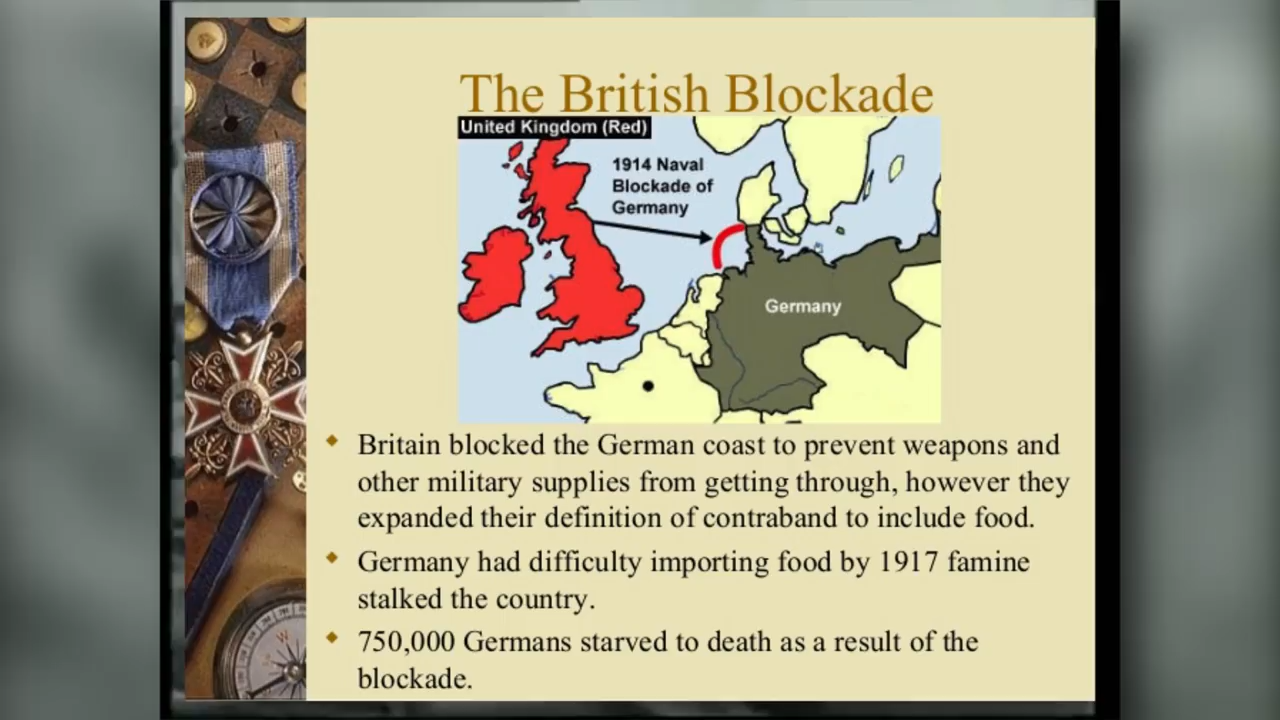 The British Blockade
United Kingdom (Red)
1914 Naval
Blockade of
Germany
Germany
Britain blocked the German coast to prevent weapons and
other military supplies from getting through, however they
expanded their definition of contraband to include food.
Germany had difficulty importing food by 1917 famine
stalked the country.
750,000 Germans starved to death as a result of the
blockade.